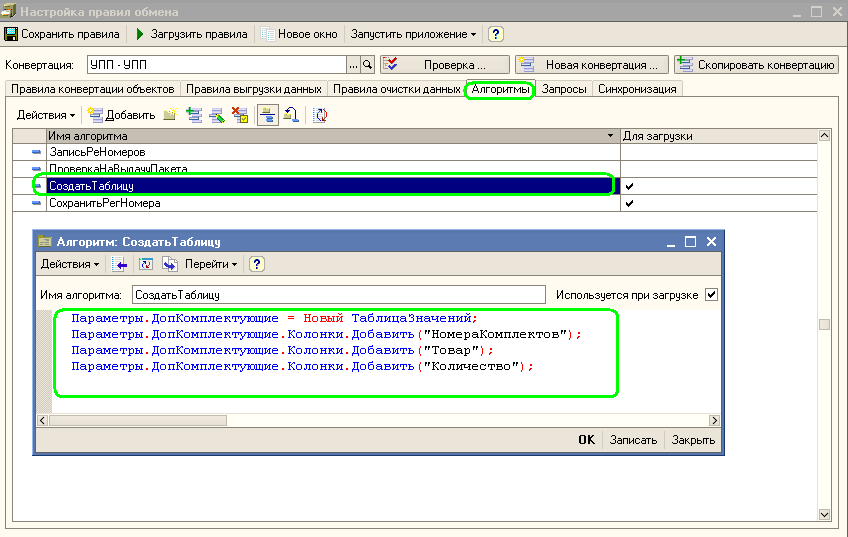 Настройка правил обмена
Сохранить правила Загрузить правила Новое окно Запустить приложение ?
Конвертация: УПП - УПП ... Проверка ... Новая конвертация ... Скопировать конвертацию
Правила конвертации объектов Правила выгрузки данных Правила очистки данных Алгоритмы Запросы Синхронизация
Действия Добавить
Имя алгоритма Для загрузки
ЗаписьРеНомеров
ПроверкаНаВыдачуПакета
СоздатьТаблицу
СохранитьРегНомера
Алгоритм: СоздатьТаблицу
Действия Перейти ?
Имя алгоритма: СоздатьТаблицу Используется при загрузке
Параметры.ДопКомплектующие = Новый ТаблицаЗначений;
Параметры.ДопКомплектующие.Колонки.Добавить("НомераКомплектов");
Параметры.ДопКомплектующие.Колонки.Добавить("Товар");
Параметры.ДопКомплектующие.Колонки.Добавить("Количество");
OK Записать Закрыть